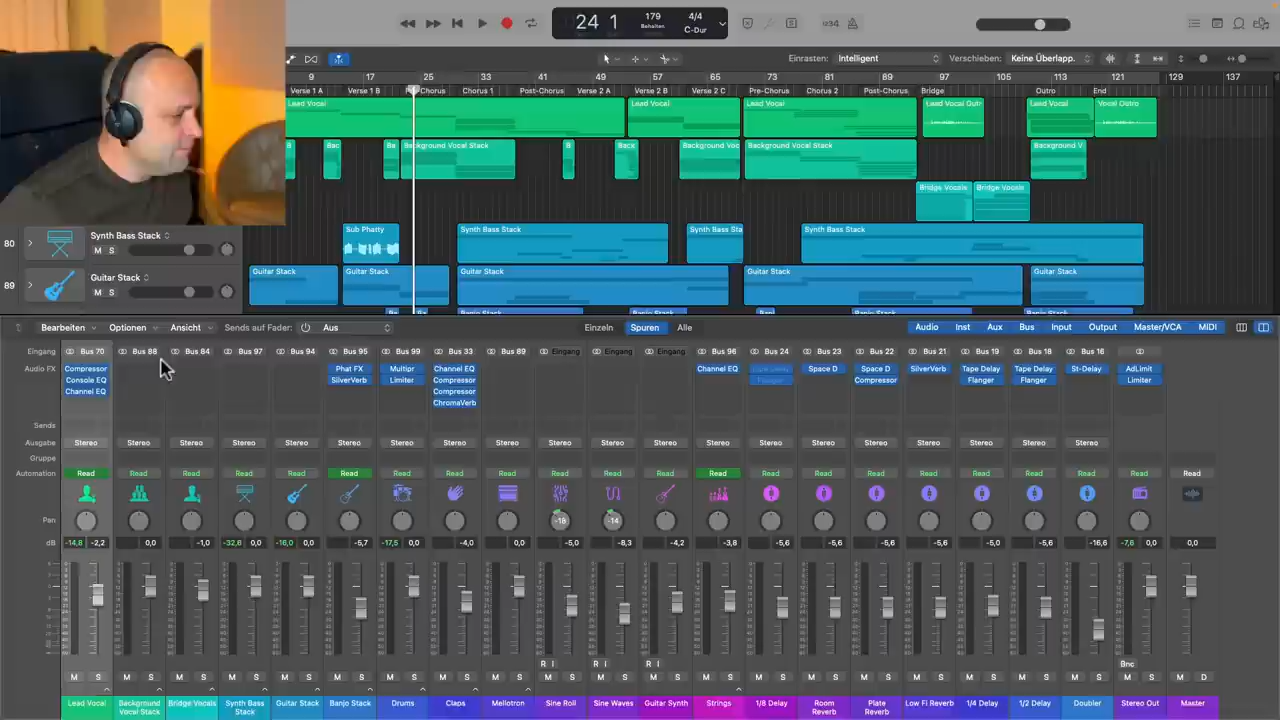 24 1
179
Behalten
4/4
C-Dur
1234
Einrasten: Intelligent
Verschieben: Keine Überlapp.
9 17 25 33 41 49 57 65 73 81 89 97 105 113 121 129 137
Verse 1 A Verse 1 B Chorus Chorus 1 Post-Chorus Verse 2 A Verse 2 C Pre-Chorus Chorus 2 Post-Chorus Bridge Outro End
Lead Vocal Lead Vocal Lead Vocal Lead Vocal Outr Lead Vocal Vocal Outro
Ba Bac Ba Background Vocal Stack B Back Background Voc Background Vocal Stack Background V
Bridge Vocals Bridge Vocals
80 Synth Bass Stack
M S
Sub Phatty Synth Bass Stack Synth Bass Sta Synth Bass Stack
89 Guitar Stack
M S
Guitar Stack Guitar Stack Guitar Stack Guitar Stack Guitar Stack
Bearbeiten Optionen Ansicht Sends auf Fader: Aus Einzeln Spuren Alle Audio Inst Aux Bus Input Output Master/VCA MIDI
Eingang Bus 70 Bus 88 Bus 84 Bus 97 Bus 94 Bus 95 Bus 99 Bus 33 Bus 89 Eingang Eingang Eingang Bus 96 Bus 24 Bus 23 Bus 22 Bus 21 Bus 19 Bus 18 Bus 16
Audio FX Compressor Phat FX Multipr Channel EQ Channel EQ Space D Space D SilverVerb Tape Delay Tape Delay St-Delay AdLimit
Console EQ SilverVerb Limiter Compressor Flanger Compressor Flanger Flanger Limiter
Channel EQ Compressor
ChromaVerb
Sends
Ausgabe Stereo Stereo Stereo Stereo Stereo Stereo Stereo Stereo Stereo Stereo Stereo Stereo Stereo Stereo Stereo Stereo Stereo Stereo Stereo Stereo
Gruppe
Automation Read Read Read Read Read Read Read Read Read Read Read Read Read Read Read Read Read Read Read Read Read Read
Pan -18 -14
dB -14,8 -2,2 0,0 -1,0 -32,6 0,0 -16,0 0,0 -5,7 -17,5 0,0 -4,0 0,0 -5,0 -8,3 -4,2 -3,8 -5,6 -5,6 -5,6 -5,6 -5,0 -5,6 -16,6 -7,6 0,0 0,0
R I R I R I Bnc
M S M S M S M S M S M S M S M S M S M S M S M S M S M S M S M S M S M S M S M S M S M D
Lead Vocal Background Vocal Stack Bridge Vocals Synth Bass Stack Guitar Stack Banjo Stack Drums Claps Mellotron Sine Roll Sine Waves Guitar Synth Strings 1/8 Delay Room Reverb Plate Reverb Low Fi Reverb 1/4 Delay 1/2 Delay Doubler Stereo Out Master